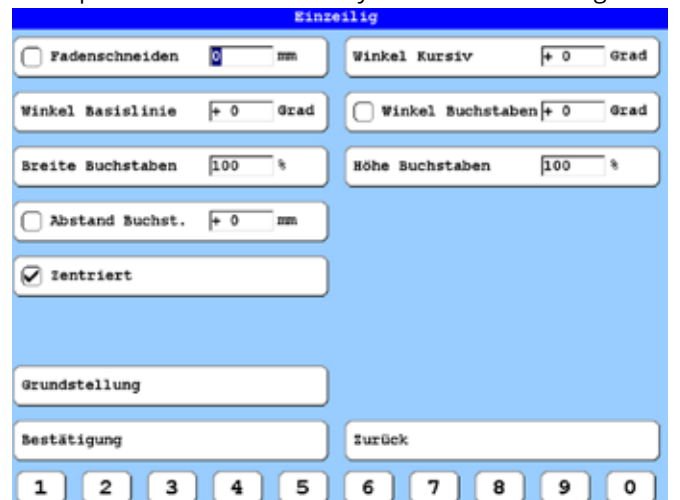 Einzeilig
Fadenschneiden 0 mm
Winkel Kursiv + 0 Grad
Winkel Basislinie + 0 Grad
Winkel Buchstaben + 0 Grad
Breite Buchstaben 100 %
Höhe Buchstaben 100 %
Abstand Buchst. + 0 mm
Zentriert
Grundstellung
Bestätigung
Zurück
1 2 3 4 5 6 7 8 9 0